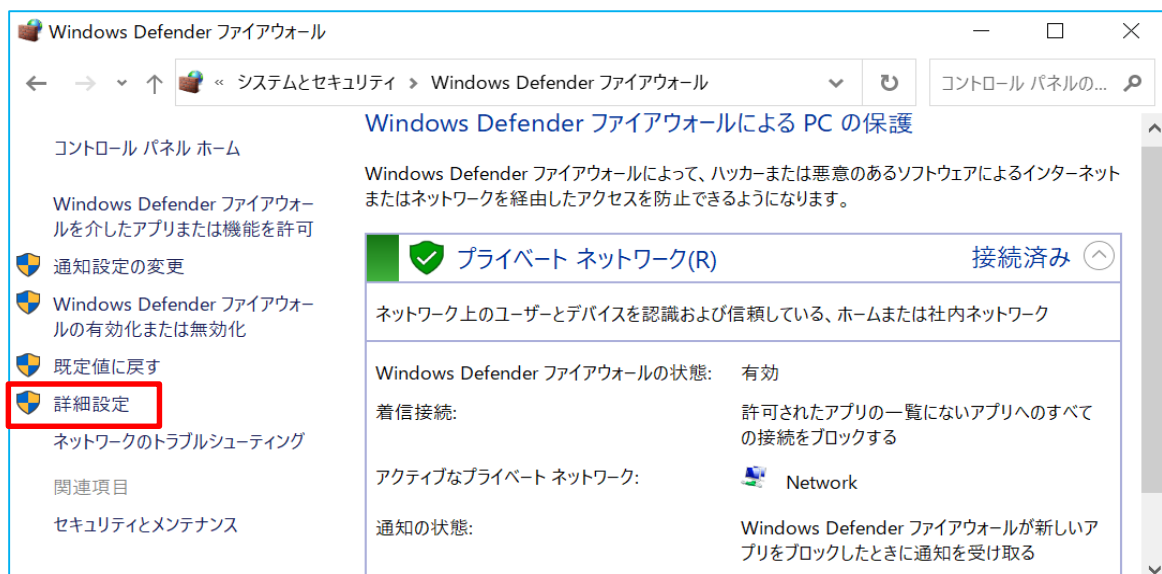 Windows Defender ファイアウォール
« システムとセキュリティ > Windows Defender ファイアウォール
コントロール パネルの...
コントロール パネル ホーム
Windows Defender ファイアウォー
ルを介したアプリまたは機能を許可
通知設定の変更
Windows Defender ファイアウォー
ルの有効化または無効化
既定値に戻す
詳細設定
ネットワークのトラブルシューティング
関連項目
セキュリティとメンテナンス
Windows Defender ファイアウォールによる PC の保護
Windows Defender ファイアウォールによって、ハッカーまたは悪意のあるソフトウェアによるインターネット
またはネットワークを経由したアクセスを防止できるようになります。
プライベート ネットワーク(R) 接続済み
ネットワーク上のユーザーとデバイスを認識および信頼している、ホームまたは社内ネットワーク
Windows Defender ファイアウォールの状態: 有効
着信接続: 許可されたアプリの一覧にないアプリへのすべて
の接続をブロックする
アクティブなプライベート ネットワーク: Network
通知の状態: Windows Defender ファイアウォールが新しいア
プリをブロックしたときに通知を受け取る